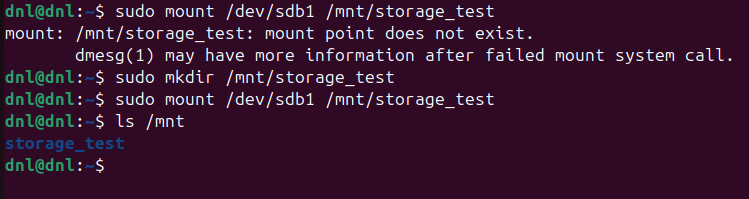 dnl@dnl:~$ sudo mount /dev/sdb1 /mnt/storage_test
mount: /mnt/storage_test: mount point does not exist.
       dmesg(1) may have more information after failed mount system call.
dnl@dnl:~$ sudo mkdir /mnt/storage_test
dnl@dnl:~$ sudo mount /dev/sdb1 /mnt/storage_test
dnl@dnl:~$ ls /mnt
storage_test
dnl@dnl:~$